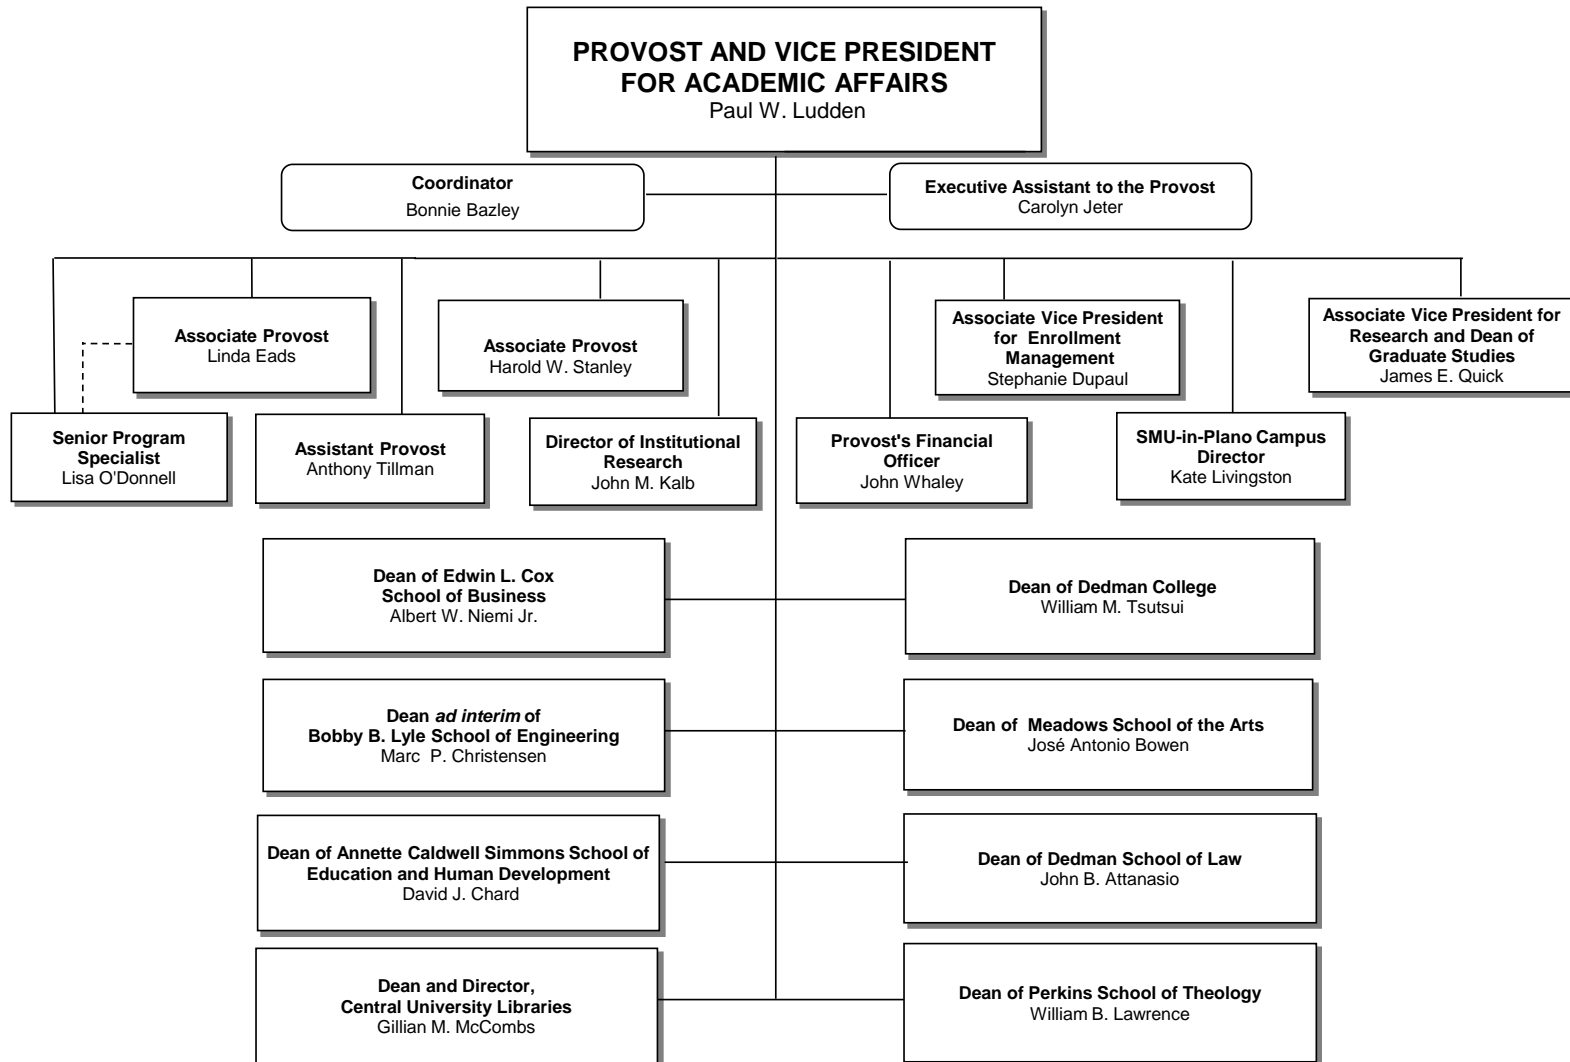 PROVOST AND VICE PRESIDENT
FOR ACADEMIC AFFAIRS
Paul W. Ludden
Coordinator
Bonnie Bazley
Executive Assistant to the Provost
Carolyn Jeter
Associate Provost
Linda Eads
Associate Provost
Harold W. Stanley
Associate Vice President
for Enrollment
Management
Stephanie Dupaul
Associate Vice President for
Research and Dean of
Graduate Studies
James E. Quick
Senior Program
Specialist
Lisa O'Donnell
Assistant Provost
Anthony Tillman
Director of Institutional
Research
John M. Kalb
Provost's Financial
Officer
John Whaley
SMU-in-Plano Campus
Director
Kate Livingston
Dean of Edwin L. Cox
School of Business
Albert W. Niemi Jr.
Dean of Dedman College
William M. Tsutsui
Dean ad interim of
Bobby B. Lyle School of Engineering
Marc P. Christensen
Dean of Meadows School of the Arts
José Antonio Bowen
Dean of Annette Caldwell Simmons School of
Education and Human Development
David J. Chard
Dean of Dedman School of Law
John B. Attanasio
Dean and Director,
Central University Libraries
Gillian M. McCombs
Dean of Perkins School of Theology
William B. Lawrence